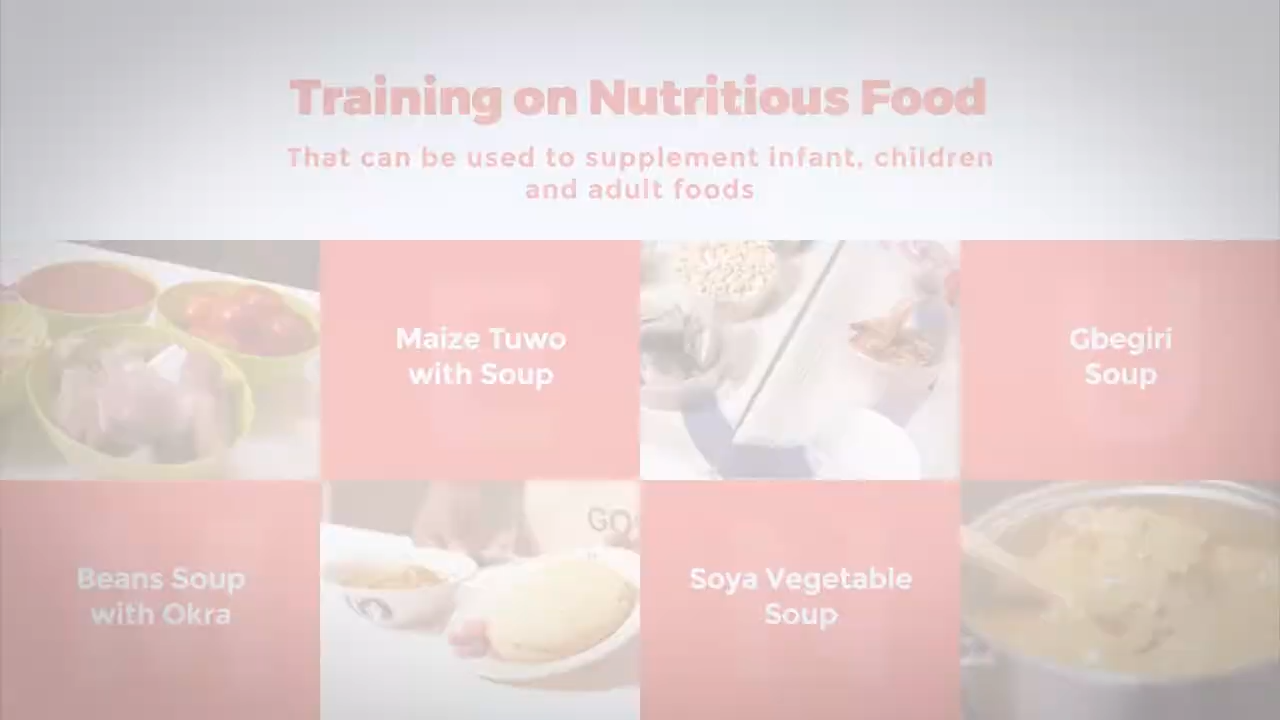 Training on Nutritious Food
That can be used to supplement infant, children
and adult foods
Maize Tuwo
with Soup
Gbegiri
Soup
Beans Soup
with Okra
Soya Vegetable
Soup